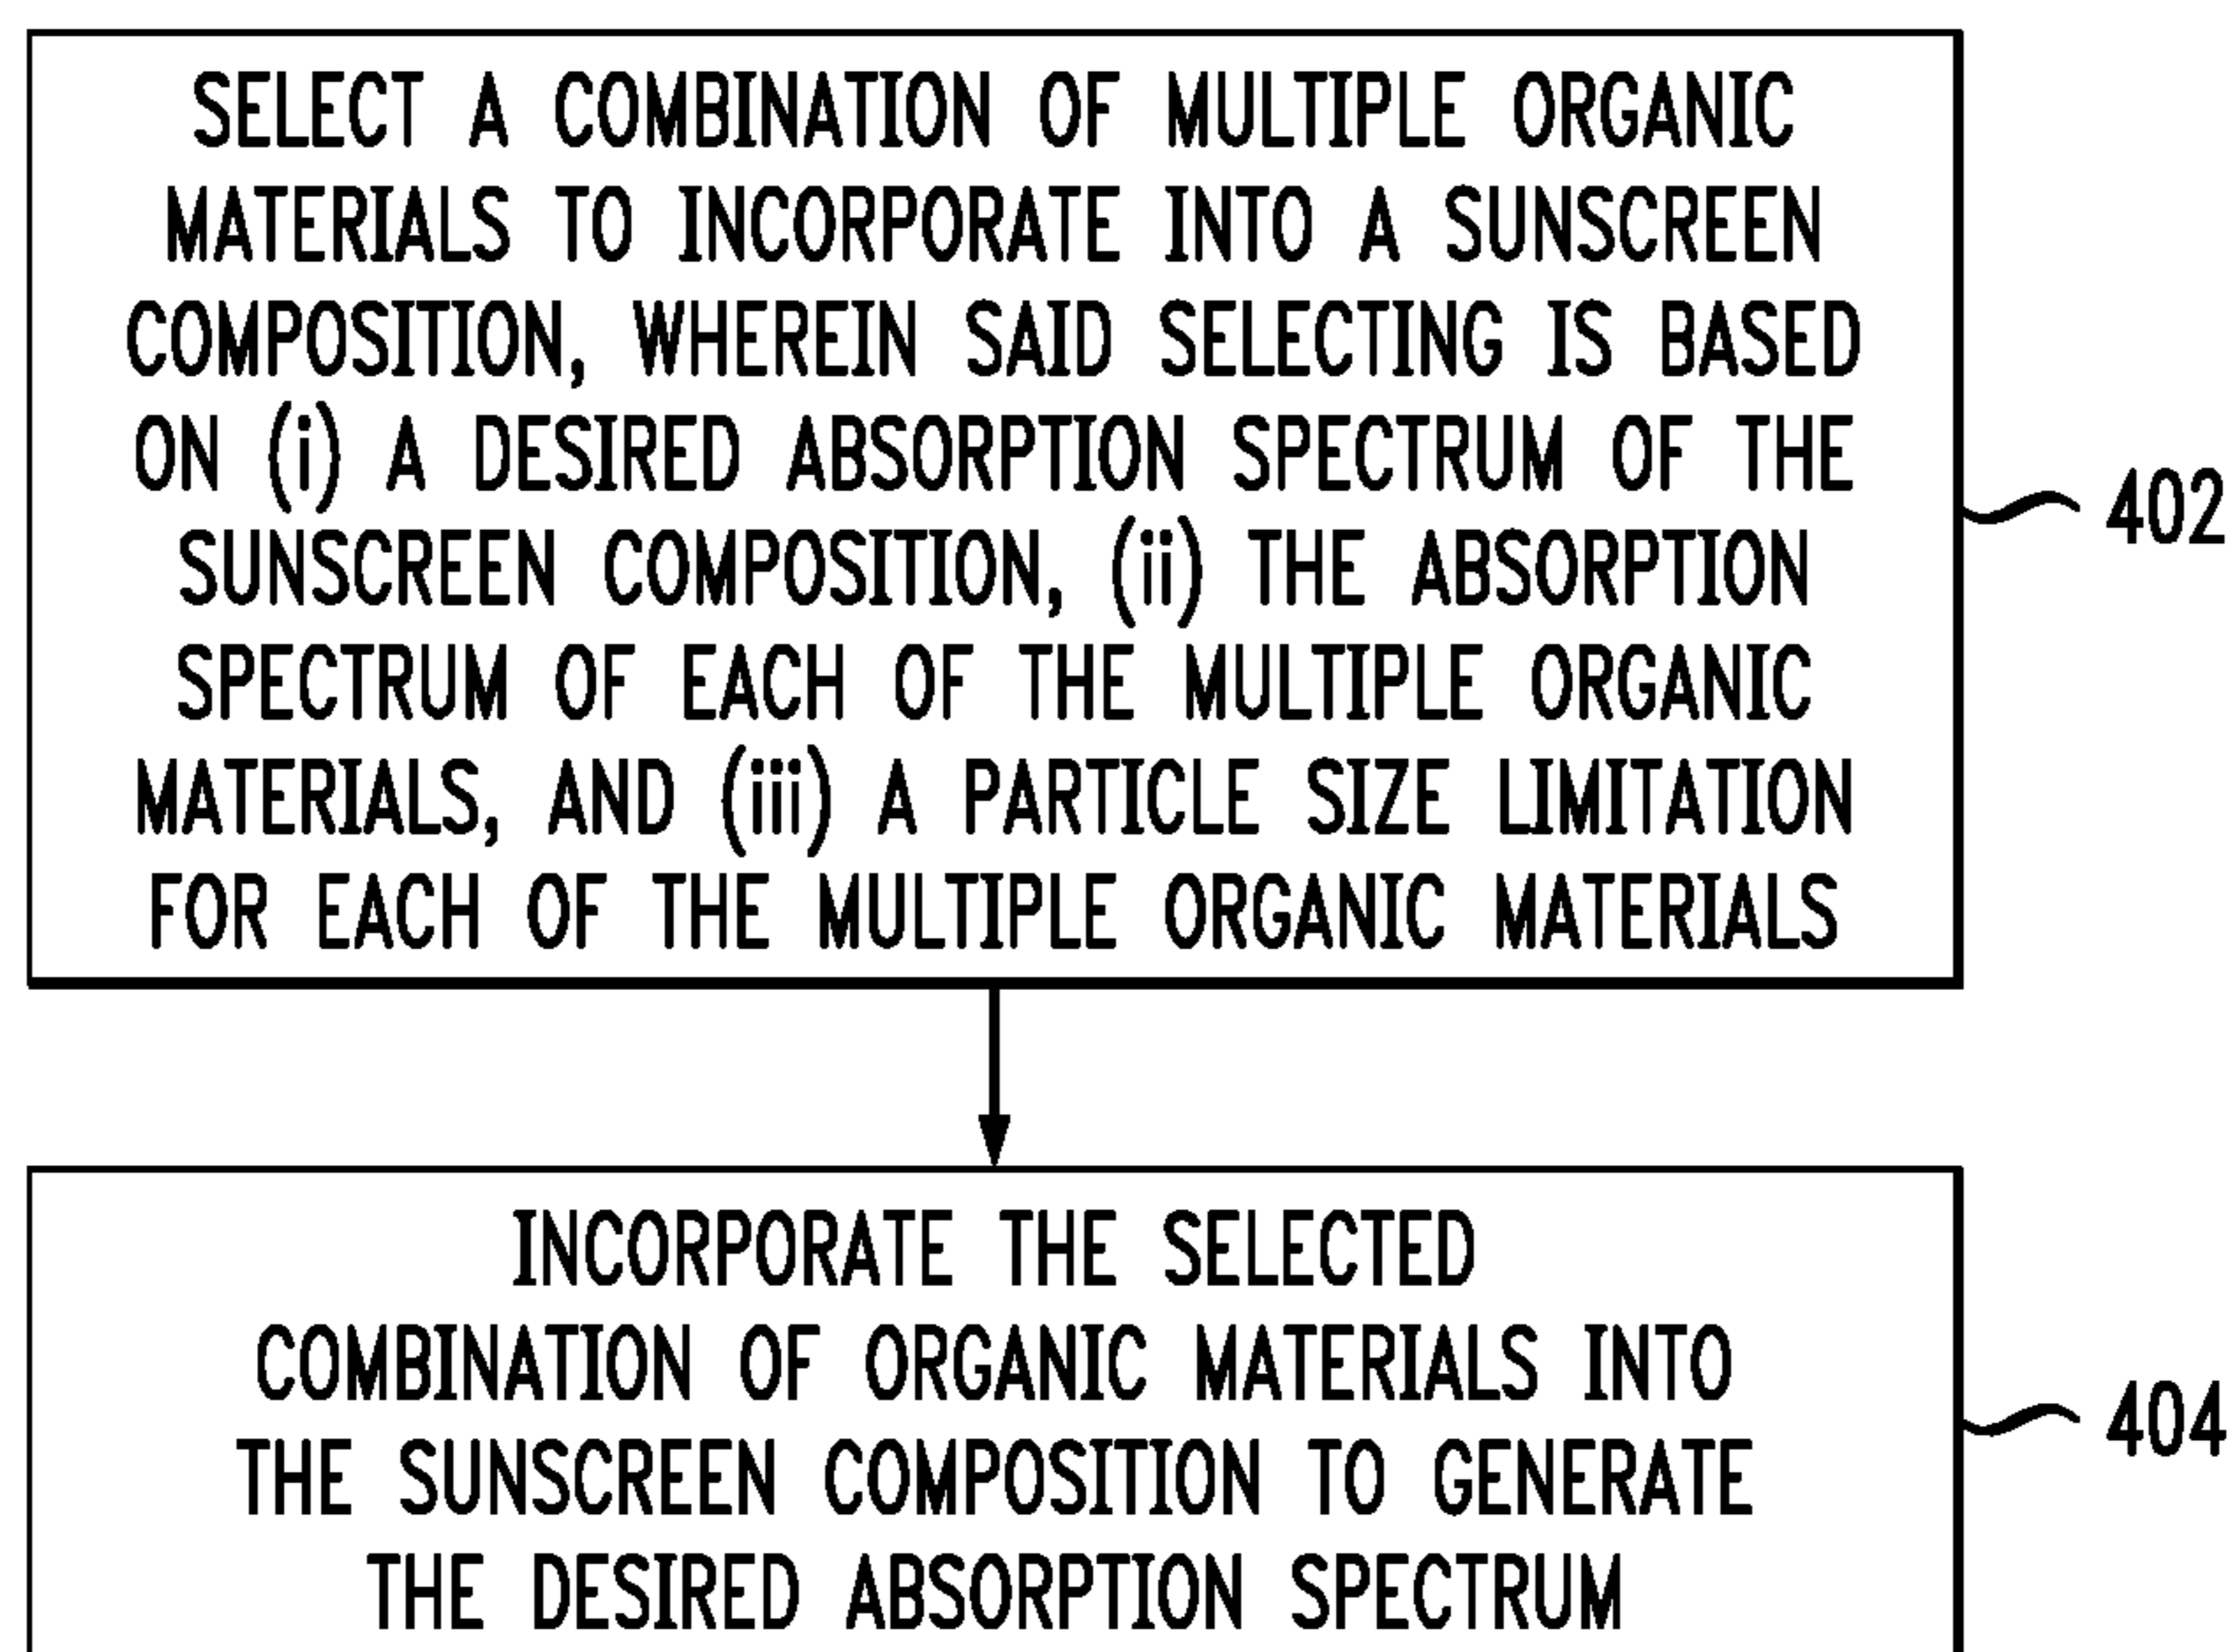 SELECT A COMBINATION OF MULTIPLE ORGANIC
MATERIALS TO INCORPORATE INTO A SUNSCREEN
COMPOSITION, WHEREIN SAID SELECTING IS BASED
ON (i) A DESIRED ABSORPTION SPECTRUM OF THE
SUNSCREEN COMPOSITION, (ii) THE ABSORPTION
SPECTRUM OF EACH OF THE MULTIPLE ORGANIC
MATERIALS, AND (iii) A PARTICLE SIZE LIMITATION
FOR EACH OF THE MULTIPLE ORGANIC MATERIALS
402
INCORPORATE THE SELECTED
COMBINATION OF ORGANIC MATERIALS INTO
THE SUNSCREEN COMPOSITION TO GENERATE
THE DESIRED ABSORPTION SPECTRUM
404